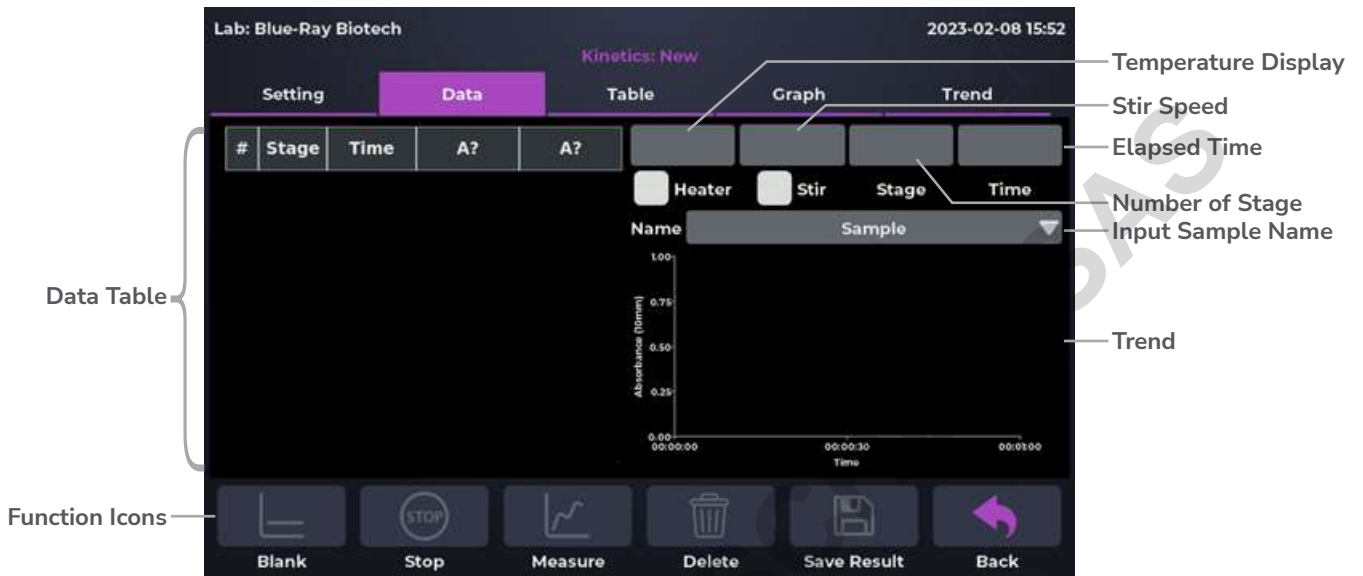 Lab: Blue-Ray Biotech 2023-02-08 15:52
Kinetics: New
Setting Data Table Graph Trend
# Stage Time A? A?
Heater Stir Stage Time
Name Sample
1.00
0.75
0.50
0.25
0.00
Absorbance (10mm)
00:00:00 00:00:30 00:01:00
Time
STOP
Blank Stop Measure Delete Save Result Back
Data Table
Function Icons
Temperature Display
Stir Speed
Elapsed Time
Number of Stage
Input Sample Name
Trend
SAS